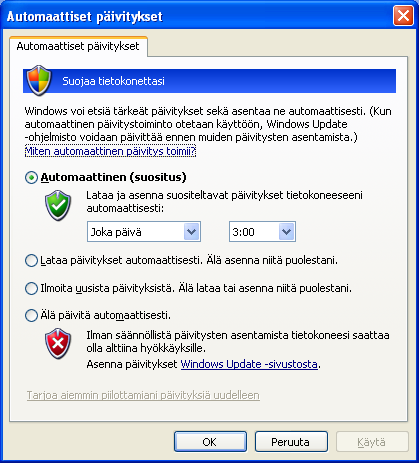 Automaattiset päivitykset
Automaattiset päivitykset
Suojaa tietokonettasi
Windows voi etsiä tärkeät päivitykset sekä asentaa ne automaattisesti. (Kun
automaattinen päivitystoiminto otetaan käyttöön, Windows Update
-ohjelmisto voidaan päivittää ennen muiden päivitysten asentamista.)
Miten automaattinen päivitys toimii?
Automaattinen (suositus)
Lataa ja asenna suositeltavat päivitykset tietokoneeseeni
automaattisesti:
Joka päivä 3:00
Lataa päivitykset automaattisesti. Älä asenna niitä puolestani.
Ilmoita uusista päivityksistä. Älä lataa tai asenna niitä puolestani.
Älä päivitä automaattisesti.
Ilman säännöllistä päivitysten asentamista tietokoneesi saattaa
olla alttiina hyökkäyksille.
Asenna päivitykset Windows Update -sivustosta.
Tarjoa aiemmin piilottamiani päivityksiä uudelleen
OK Peruuta Käytä